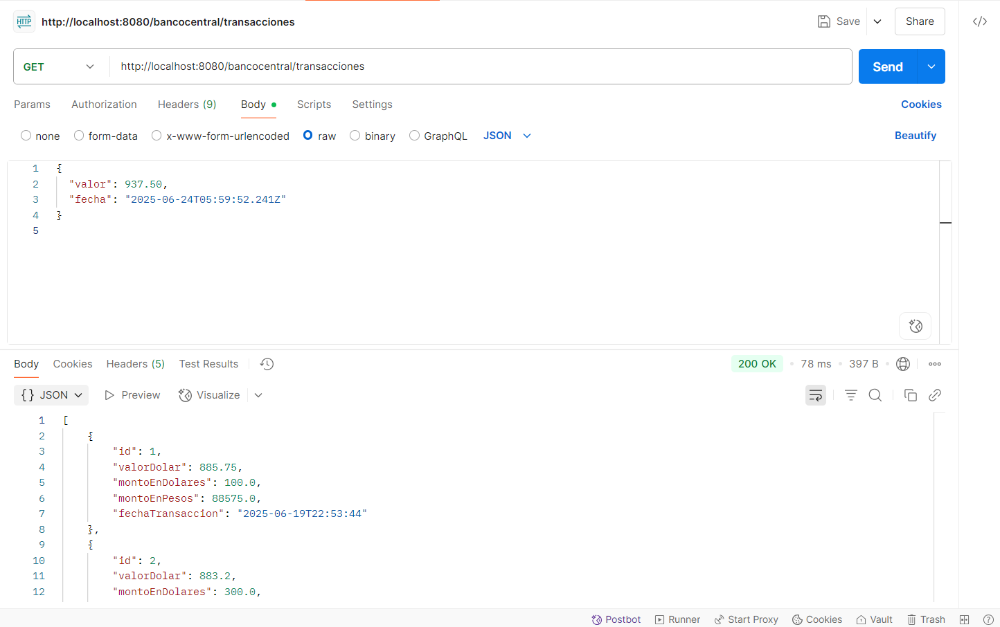 HTTP http://localhost:8080/bancocentral/transacciones Save Share
GET http://localhost:8080/bancocentral/transacciones Send
Params Authorization Headers (9) Body Scripts Settings Cookies
none form-data x-www-form-urlencoded raw binary GraphQL JSON Beautify
1 {
2 "valor": 937.50,
3 "fecha": "2025-06-24T05:59:52.241Z"
4 }
5
Body Cookies Headers (5) Test Results 200 OK 78 ms 397 B
{} JSON Preview Visualize
1 [
2 {
3 "id": 1,
4 "valorDolar": 885.75,
5 "montoEnDolares": 100.0,
6 "montoEnPesos": 88575.0,
7 "fechaTransaccion": "2025-06-19T22:53:44"
8 },
9 {
10 "id": 2,
11 "valorDolar": 883.2,
12 "montoEnDolares": 300.0,
Postbot Runner Start Proxy Cookies Vault Trash